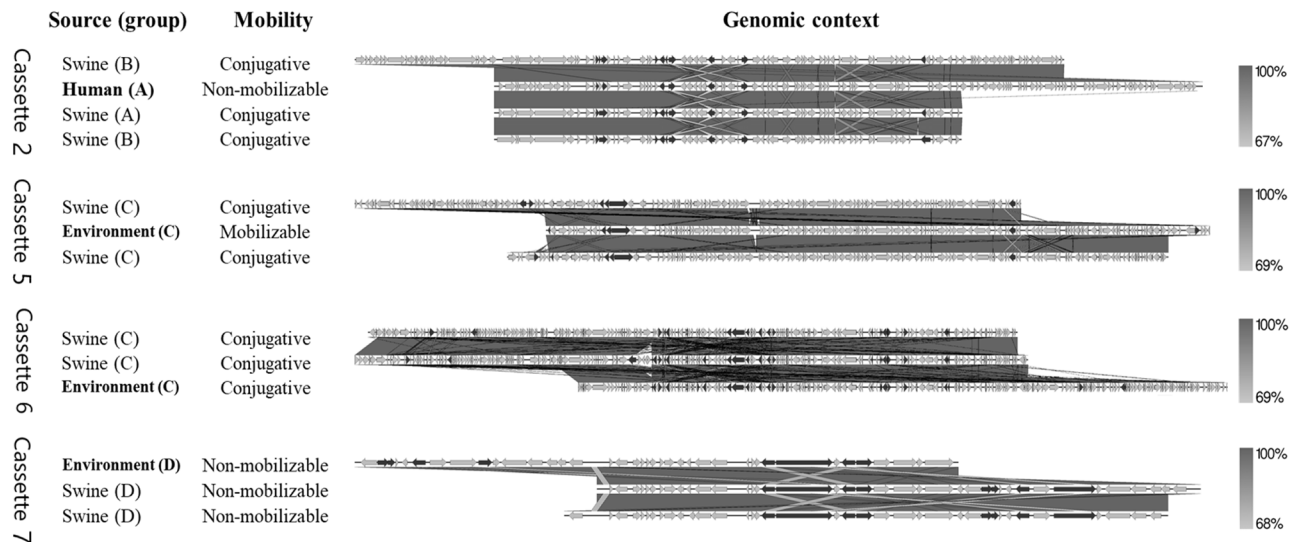 Source (group) Mobility Genomic context
Cassette 2
Swine (B) Conjugative
Human (A) Non-mobilizable
Swine (A) Conjugative
Swine (B) Conjugative
100%
67%
Cassette 5
Swine (C) Conjugative
Environment (C) Mobilizable
Swine (C) Conjugative
100%
69%
Cassette 6
Swine (C) Conjugative
Swine (C) Conjugative
Environment (C) Conjugative
100%
69%
Cassette 7
Environment (D) Non-mobilizable
Swine (D) Non-mobilizable
Swine (D) Non-mobilizable
100%
68%